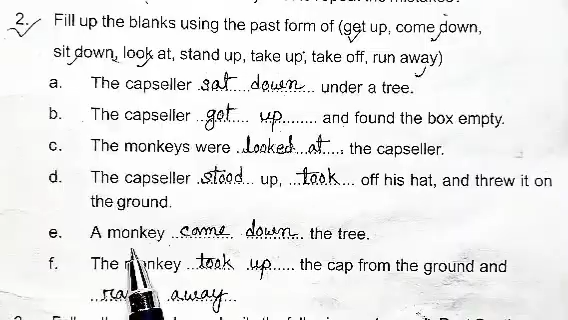 2. Fill up the blanks using the past form of (get up, come down,
sit down, look at, stand up, take up, take off, run away)
a. The capseller ..sat....down.... under a tree.
b. The capseller ..got.... up......... and found the box empty.
c. The monkeys were ..looked...at...., the capseller.
d. The capseller ..stood.... up, ...took.... off his hat, and threw it on
the ground.
e. A monkey ...came... down.... the tree.
f. The monkey ...took ..up..... the cap from the ground and
away...